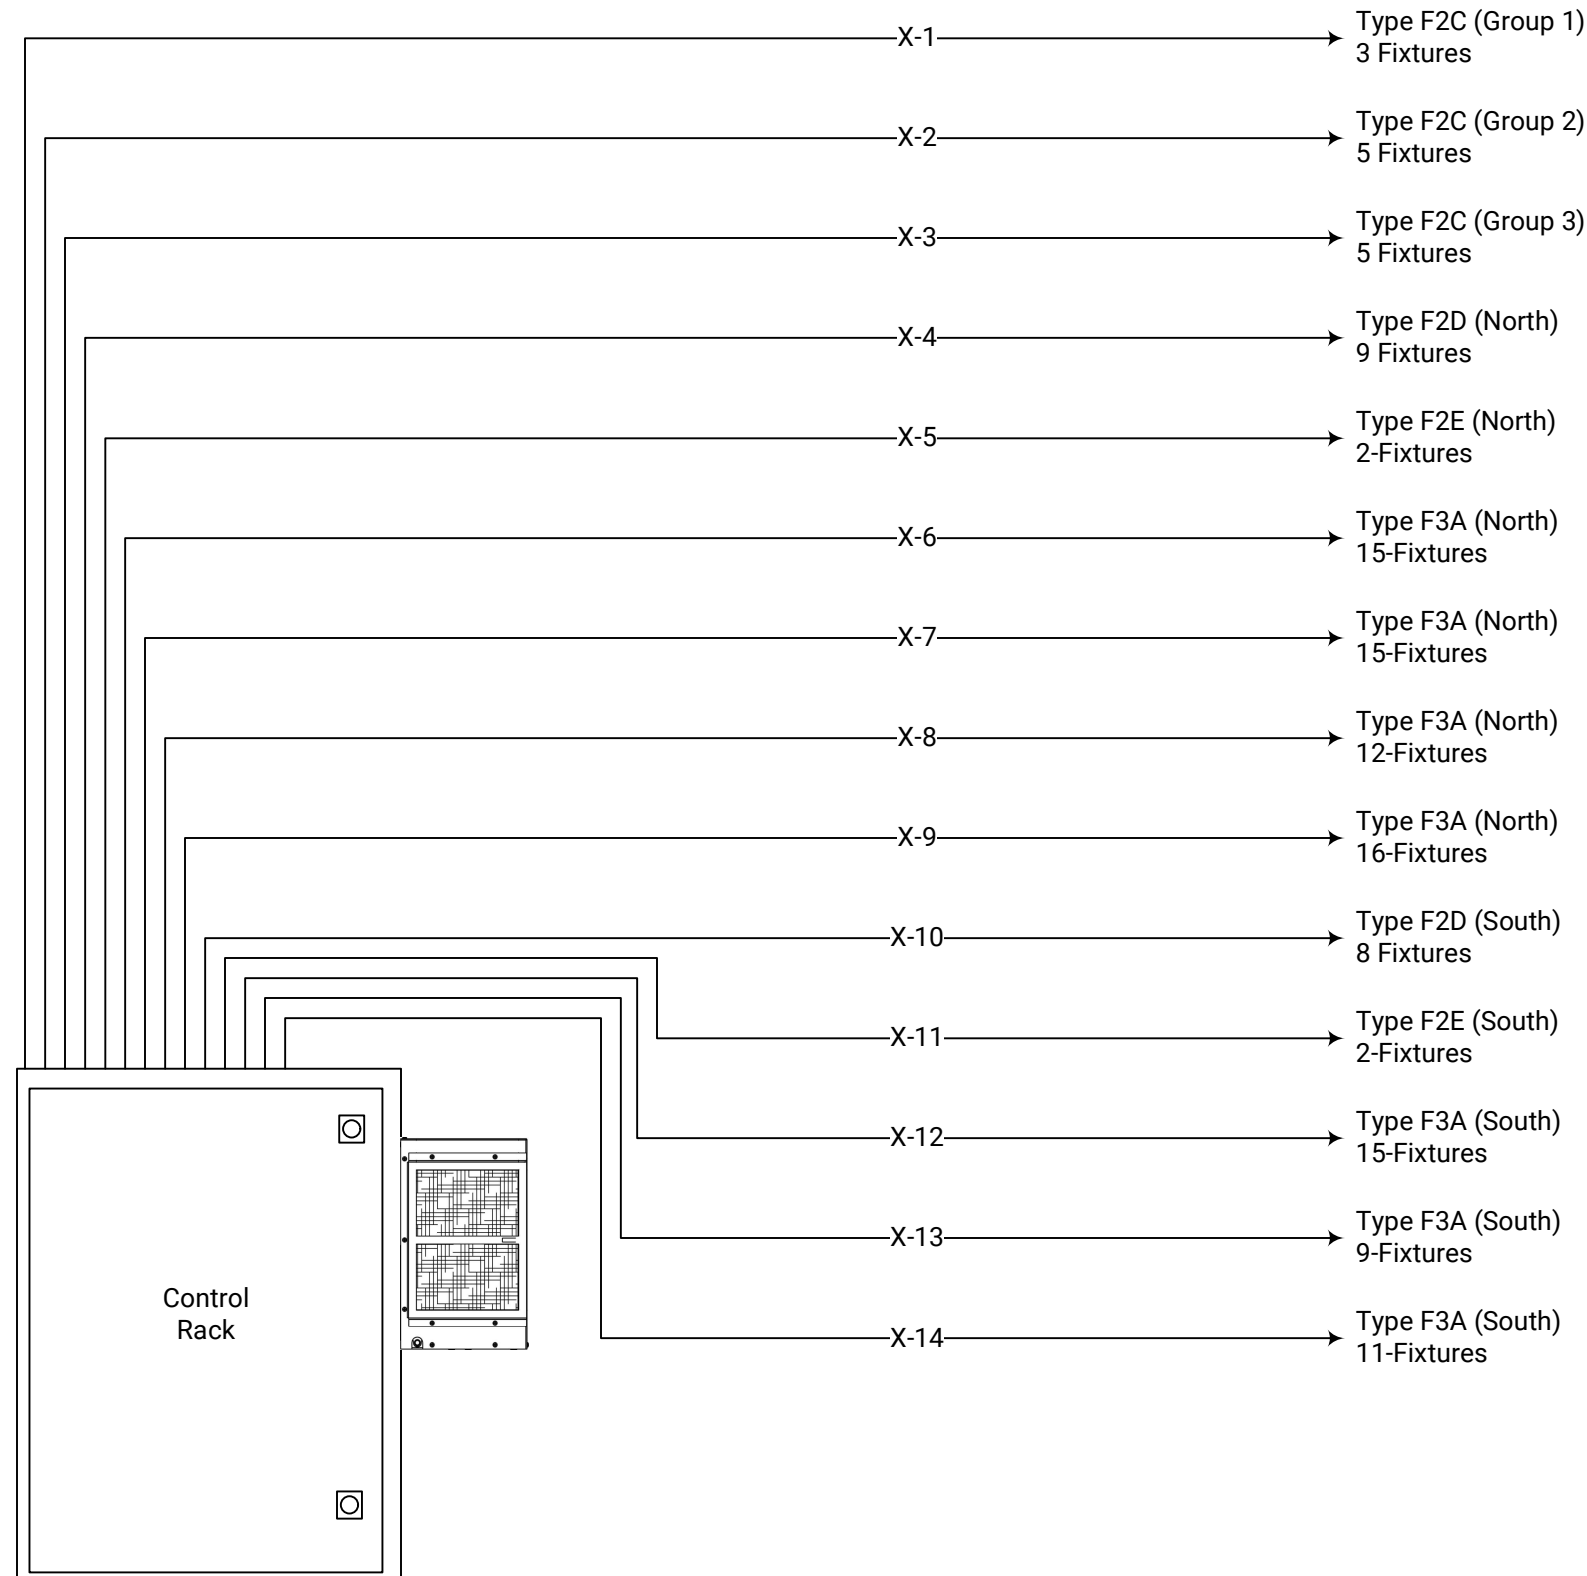 X-1
Type F2C (Group 1)
3 Fixtures
X-2
Type F2C (Group 2)
5 Fixtures
X-3
Type F2C (Group 3)
5 Fixtures
X-4
Type F2D (North)
9 Fixtures
X-5
Type F2E (North)
2-Fixtures
X-6
Type F3A (North)
15-Fixtures
X-7
Type F3A (North)
15-Fixtures
X-8
Type F3A (North)
12-Fixtures
X-9
Type F3A (North)
16-Fixtures
X-10
Type F2D (South)
8 Fixtures
X-11
Type F2E (South)
2-Fixtures
X-12
Type F3A (South)
15-Fixtures
X-13
Type F3A (South)
9-Fixtures
X-14
Type F3A (South)
11-Fixtures
Control
Rack